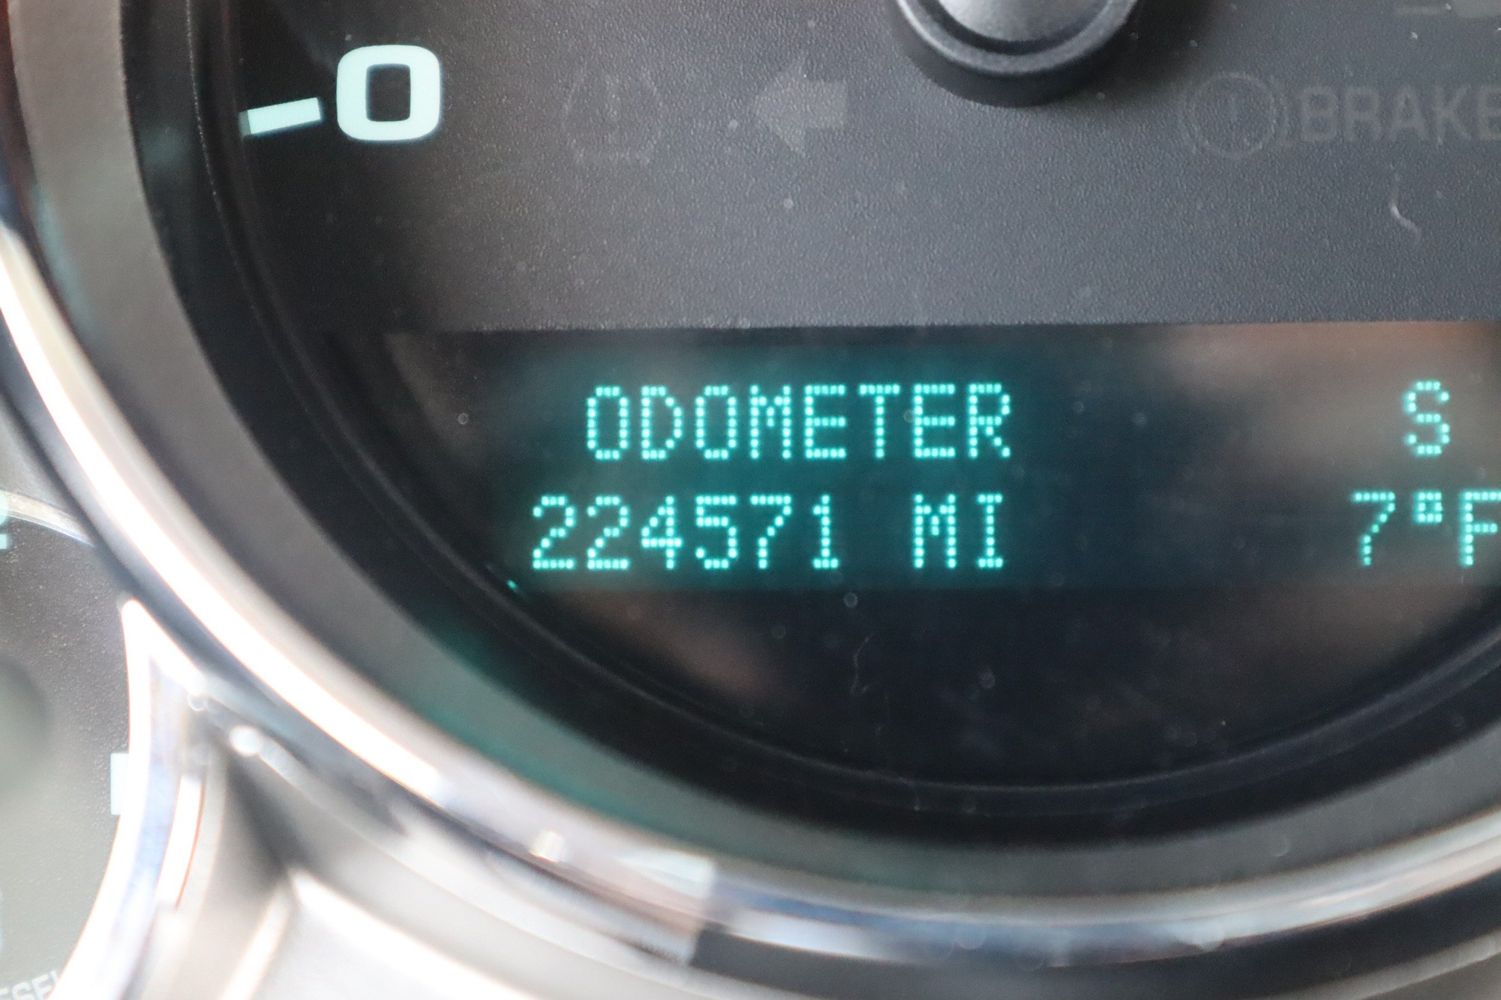 0
BRAKE
ODOMETER S
224571 MI 7°F